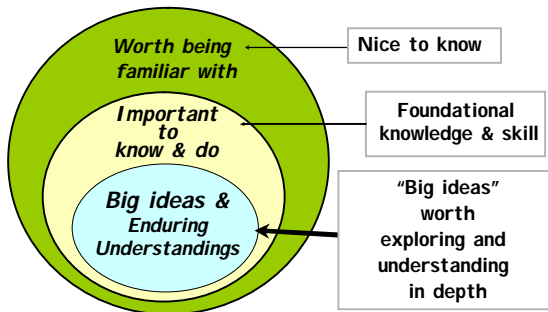 Worth being
familiar with
Nice to know
Important
to
know & do
Foundational
knowledge & skill
Big ideas &
Enduring
Understandings
“Big ideas”
worth
exploring and
understanding
in depth